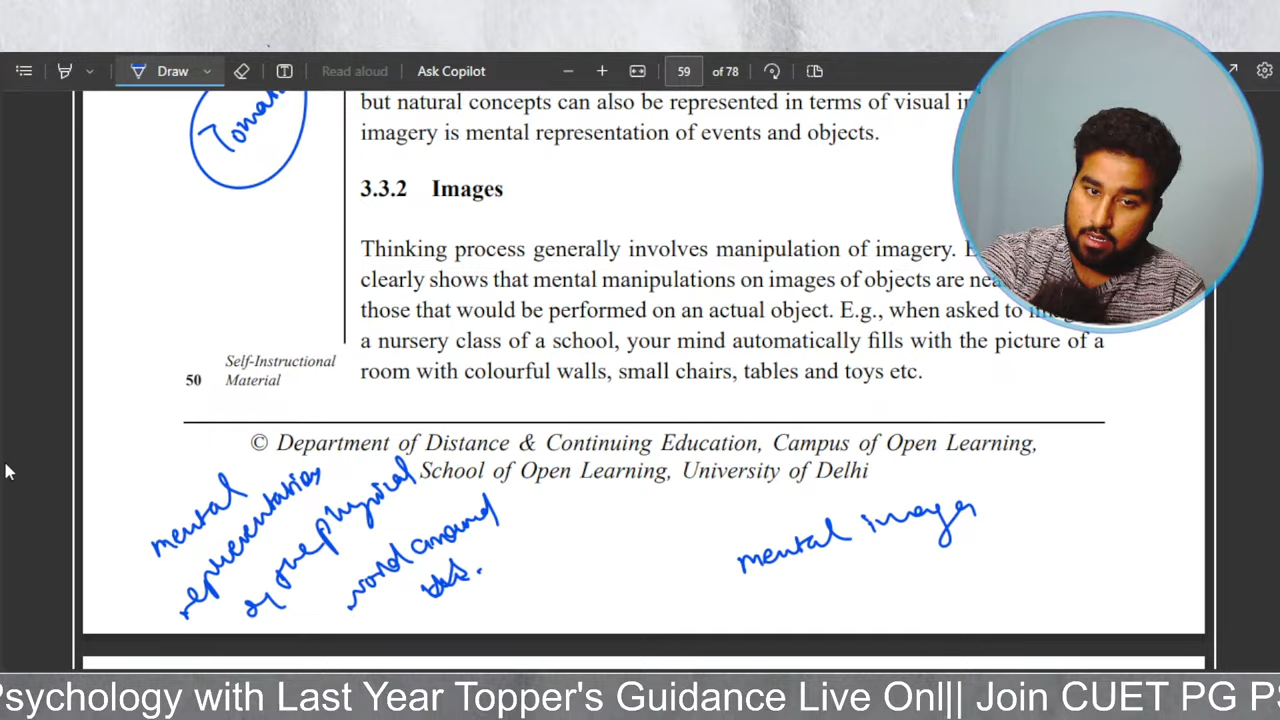 Draw
Read aloud
Ask Copilot
59 of 78
Tomat
but natural concepts can also be represented in terms of visual
imagery is mental representation of events and objects.
3.3.2 Images
Thinking process generally involves manipulation of imagery.
clearly shows that mental manipulations on images of objects are
those that would be performed on an actual object. E.g., when asked to
a nursery class of a school, your mind automatically fills with the picture of a
room with colourful walls, small chairs, tables and toys etc.
Self-Instructional
50 Material
© Department of Distance & Continuing Education, Campus of Open Learning,
School of Open Learning, University of Delhi
mental
representation
of physical
around
mental images
Psychology with Last Year Topper's Guidance Live Onl|| Join CUET PG PS